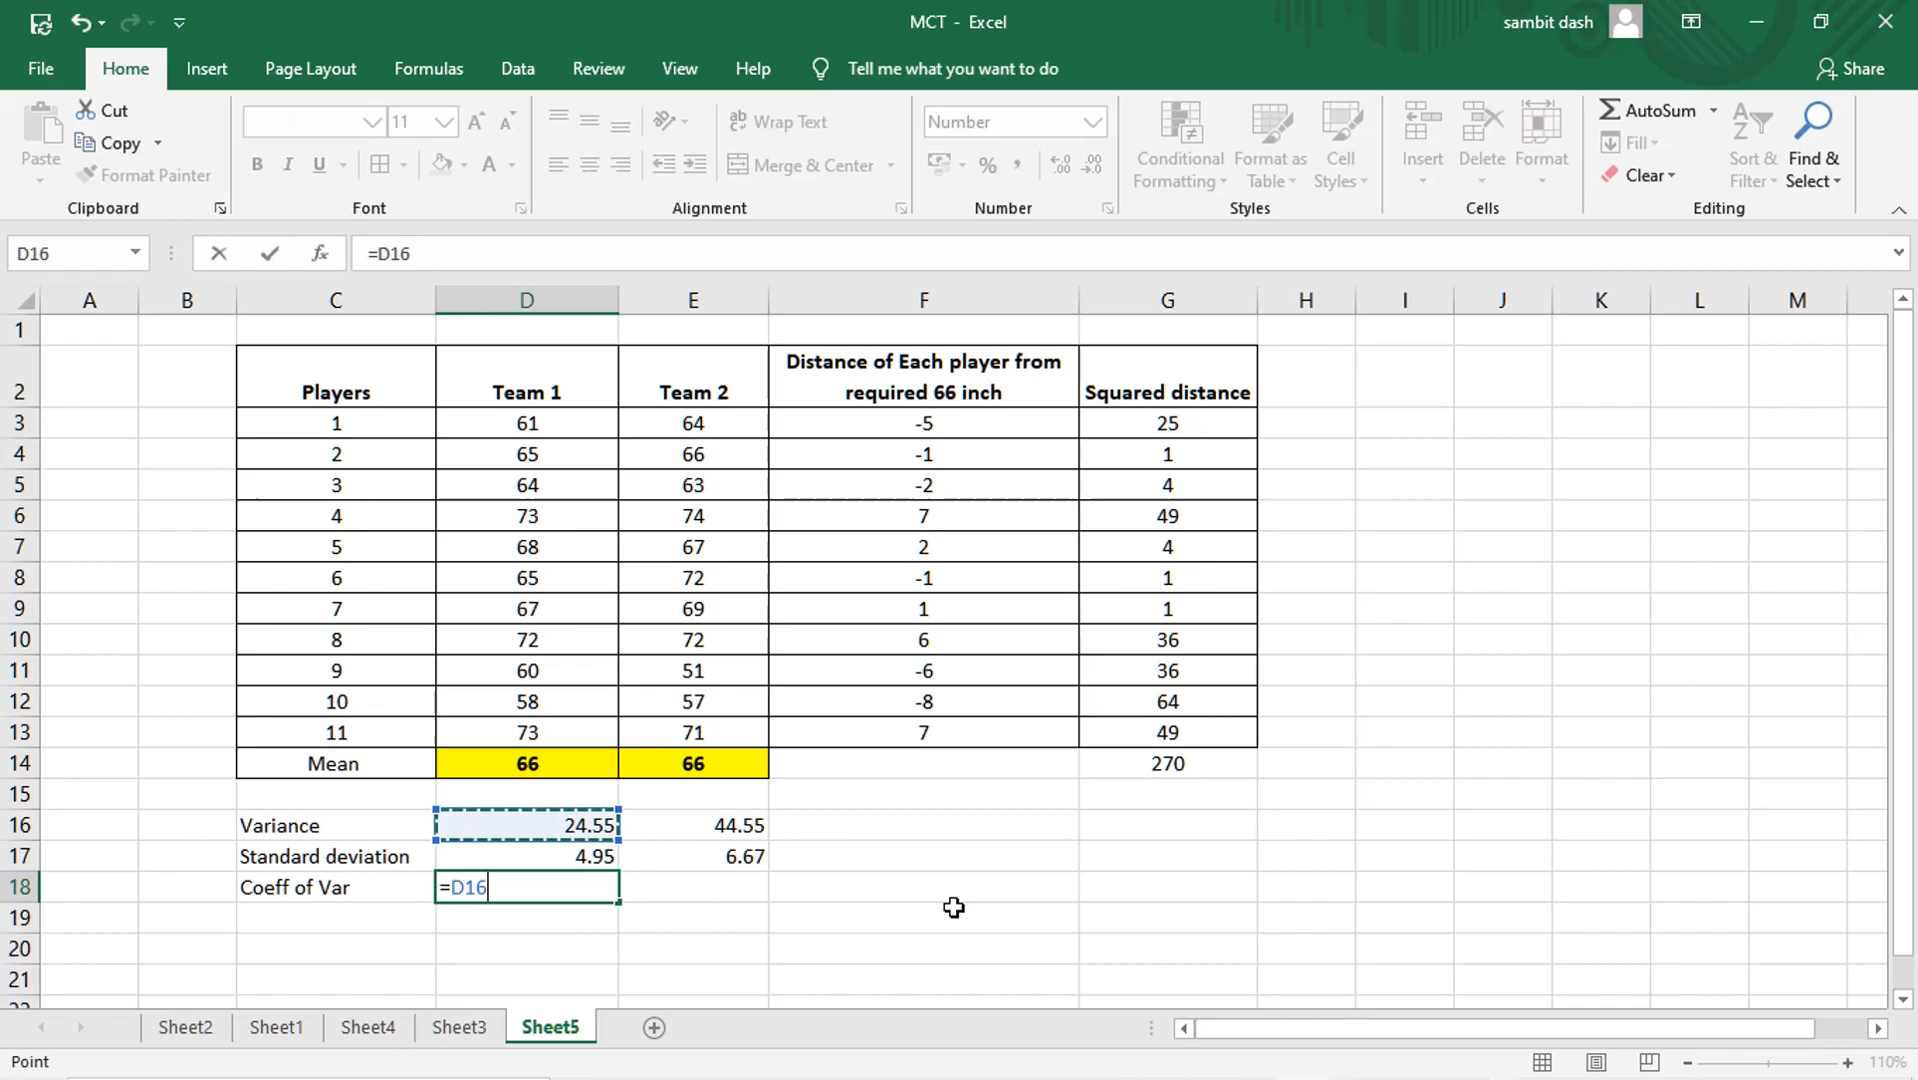 MCT - Excel
sambit dash
File Home Insert Page Layout Formulas Data Review View Help Tell me what you want to do Share
Paste
Cut
Copy
Format Painter
Clipboard
11
B I U
Font
Wrap Text
Merge & Center
Alignment
Number
Number
Conditional Formatting
Format as Table
Cell Styles
Styles
Insert Delete Format
Cells
AutoSum
Fill
Clear
Sort & Filter
Find & Select
Editing
D16 fx =D16
A B C D E F G H I J K L M
1
2 Players Team 1 Team 2 Distance of Each player from required 66 inch Squared distance
3 1 61 64 -5 25
4 2 65 66 -1 1
5 3 64 63 -2 4
6 4 73 74 7 49
7 5 68 67 2 4
8 6 65 72 -1 1
9 7 67 69 1 1
10 8 72 72 6 36
11 9 60 51 -6 36
12 10 58 57 -8 64
13 11 73 71 7 49
14 Mean 66 66 270
15
16 Variance 24.55 44.55
17 Standard deviation 4.95 6.67
18 Coeff of Var =D16
19
20
21
22
Sheet2 Sheet1 Sheet4 Sheet3 Sheet5
Point 110%